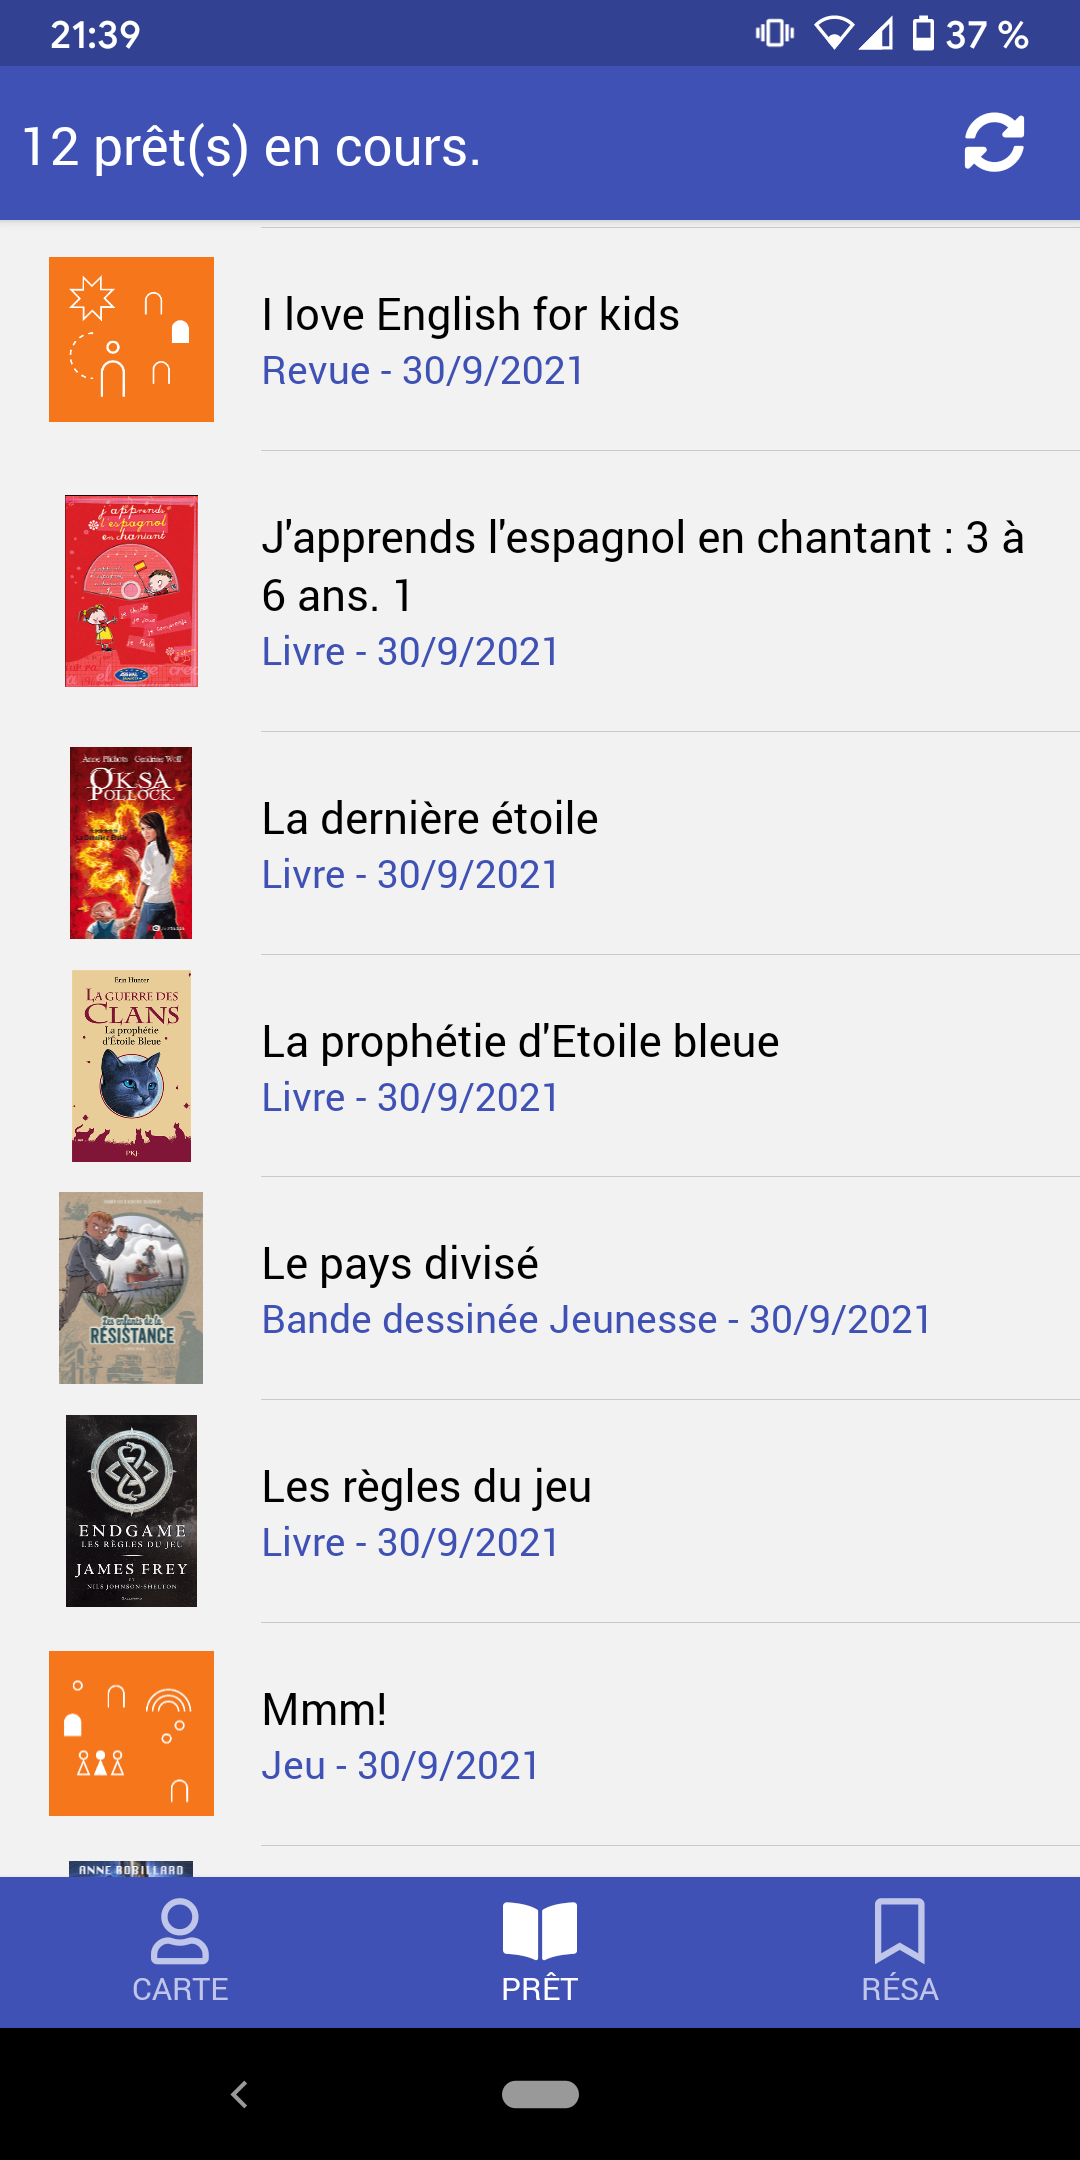 21:39
37 %
12 prêt(s) en cours.
I love English for kids
Revue - 30/9/2021
j'apprends
l'espagnol
en chantant
J'apprends l'espagnol en chantant : 3 à
6 ans. 1
Livre - 30/9/2021
Anne Plichota Cendrine Wolf
OKSA
POLLOCK
La dernière étoile
Livre - 30/9/2021
Erin Hunter
LA GUERRE DES
CLANS
La prophétie
d'Étoile Bleue
PKJ
La prophétie d'Etoile bleue
Livre - 30/9/2021
Les enfants de la
RÉSISTANCE
Le pays divisé
Bande dessinée Jeunesse - 30/9/2021
ENDGAME
LES RÈGLES DU JEU
JAMES FREY
ET
NILS JOHNSON-SHELTON
Les règles du jeu
Livre - 30/9/2021
Mmm!
Jeu - 30/9/2021
ANNE ROBILLARD
CARTE
PRÊT
RÉSA